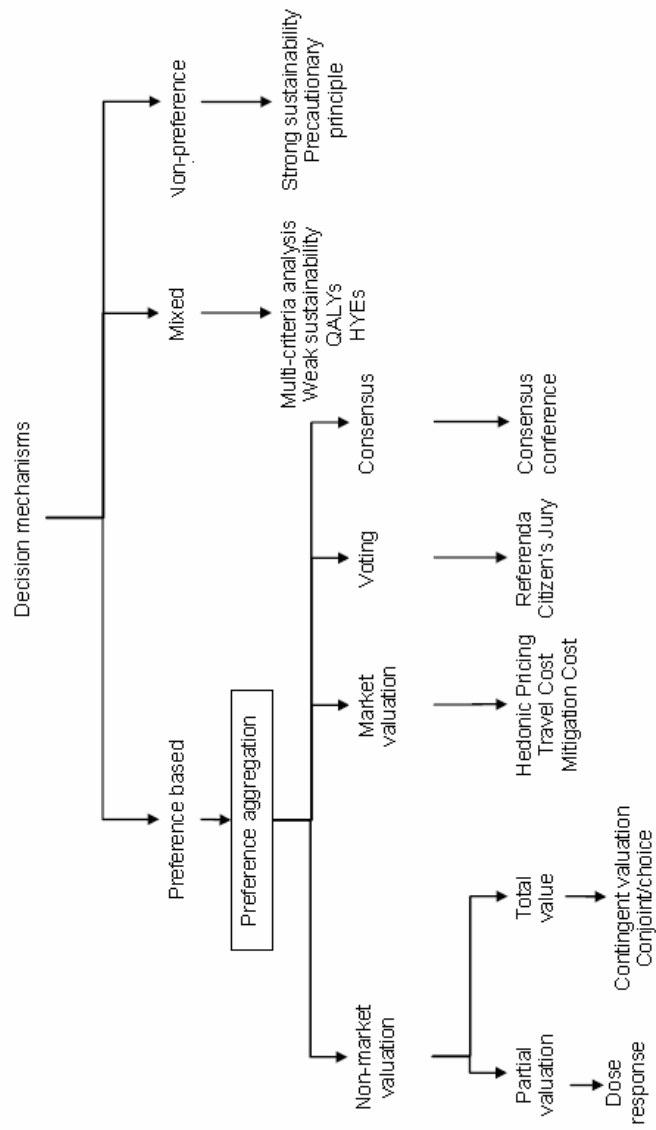 Decision mechanisms
Preference based
Mixed
Non-preference
Preference aggregation
Multi-criteria analysis
Weak sustainability
QALYs
HYEs
Strong sustainability
Precautionary
principle
Non-market
valuation
Market
valuation
Voting
Consensus
Partial
valuation
Total
value
Hedonic Pricing
Travel Cost
Mitigation Cost
Referenda
Citizen's Jury
Consensus
conference
Dose
response
Contingent valuation
Conjoint/choice